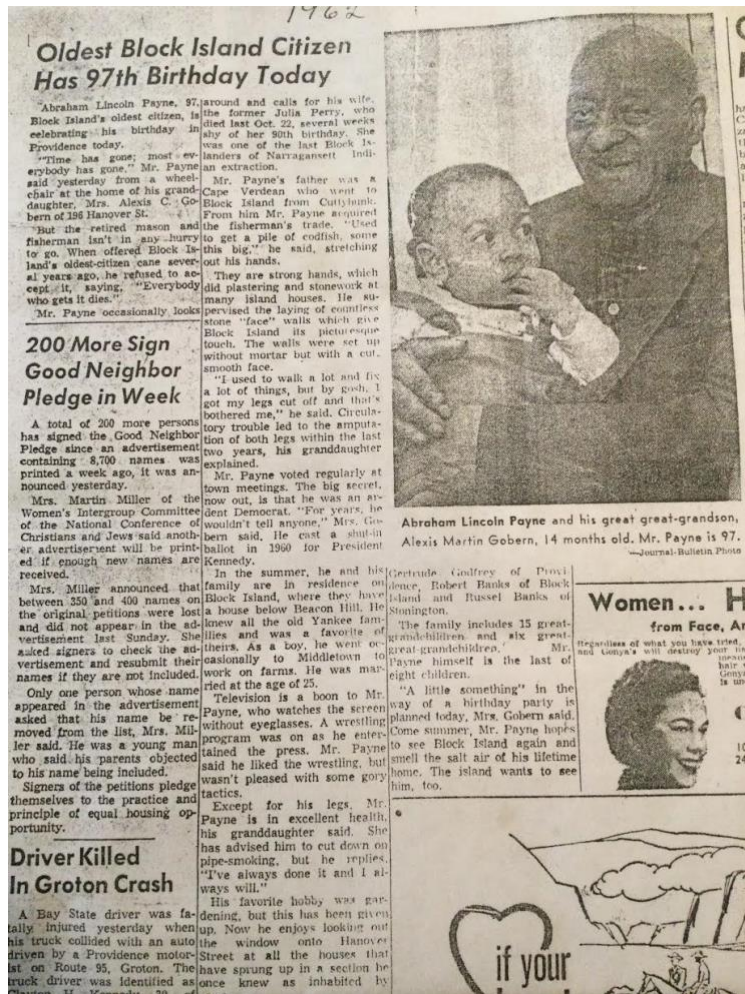 1962
Oldest Block Island Citizen
Has 97th Birthday Today
Abraham Lincoln Payne, 97,
Block Island's oldest citizen, is
celebrating his birthday in
Providence today.
"Time has gone; most ev-
erybody has gone," Mr. Payne
said yesterday from a wheel-
chair at the home of his grand-
daughter, Mrs. Alexis C. Go-
bern of 196 Hanover St.
But the retired mason and
fisherman isn't in any hurry
to go. When offered Block Is-
land's oldest-citizen cane sever-
al years ago, he refused to ac-
cept it, saying, "Everybody
who gets it dies."
Mr. Payne occasionally looks
around and calls for his wife,
the former Julia Perry, who
died last Oct. 22, several weeks
shy of her 90th birthday. She
was one of the last Block Is-
landers of Narragansett Indi-
an extraction.
Mr. Payne's father was a
Cape Verdean who went to
Block Island from Cuttyhunk.
From him Mr. Payne acquired
the fisherman's trade. "Used
to get a pile of codfish, some
this big," he said, stretching
out his hands.
They are strong hands, which
did plastering and stonework at
many island houses. He su-
pervised the laying of countless
stone "face" walls which give
Block Island its picturesque
touch. The walls were set up
without mortar but with a cut,
smooth face.
"I used to walk a lot and fix
a lot of things, but by gosh, I
got my legs cut off and that's
bothered me," he said. Circula-
tory trouble led to the amputa-
tion of both legs within the last
two years, his granddaughter
explained.
Mr. Payne voted regularly at
town meetings. The big secret,
now out, is that he was an ar-
dent Democrat. "For years, he
wouldn't tell anyone," Mrs. Go-
bern said. He cast a shut-in
ballot in 1960 for President
Kennedy.
In the summer, he and his
family are in residence on
Block Island, where they have
a house below Beacon Hill. He
knew all the old Yankee fam-
ilies and was a favorite of
theirs. As a boy, he went oc-
casionally to Middletown to
work on farms. He was mar-
ried at the age of 25.
Television is a boon to Mr.
Payne, who watches the screen
without eyeglasses. A wrestling
program was on as he enter-
tained the press. Mr. Payne
said he liked the wrestling, but
wasn't pleased with some gory
tactics.
Except for his legs, Mr.
Payne is in excellent health,
his granddaughter said. She
has advised him to cut down on
pipe-smoking, but he replies,
"I've always done it and I al-
ways will."
His favorite hobby was gar-
dening, but this has been given
up. Now he enjoys looking out
the window onto Hanover
Street at all the houses that
have sprung up in a section he
once knew as inhabited by
Gertrude Godfrey of Provi-
dence, Robert Banks of Block
Island and Russel Banks of
Stonington.
The family includes 15 great-
grandchildren and six great-
great-grandchildren. Mr.
Payne himself is the last of
eight children.
"A little something" in the
way of a birthday party is
planned today, Mrs. Gobern said.
Come summer, Mr. Payne hopes
to see Block Island again and
smell the salt air of his lifetime
home. The island wants to see
him, too.
Abraham Lincoln Payne and his great great-grandson,
Alexis Martin Gobern, 14 months old. Mr. Payne is 97.
—Journal-Bulletin Photo
200 More Sign
Good Neighbor
Pledge in Week
A total of 200 more persons
has signed the Good Neighbor
Pledge since an advertisement
containing 8,700 names was
printed a week ago, it was an-
nounced yesterday.
Mrs. Martin Miller of the
Women's Intergroup Committee
of the National Conference of
Christians and Jews said anoth-
er advertisement will be print-
ed if enough new names are
received.
Mrs. Miller announced that
between 350 and 400 names on
the original petitions were lost
and did not appear in the ad-
vertisement last Sunday. She
asked signers to check the ad-
vertisement and resubmit their
names if they are not included.
Only one person whose name
appeared in the advertisement
asked that his name be re-
moved from the list, Mrs. Mil-
ler said. He was a young man
who said his parents objected
to his name being included.
Signers of the petitions pledge
themselves to the practice and
principle of equal housing op-
portunity.
Driver Killed
In Groton Crash
A Bay State driver was fa-
tally injured yesterday when
his truck collided with an auto
driven by a Providence motor-
ist on Route 95, Groton. The
truck driver was identified as
Women... H
from Face, Ar
Regardless of what you have tried,
and Gonya's will destroy your
if your